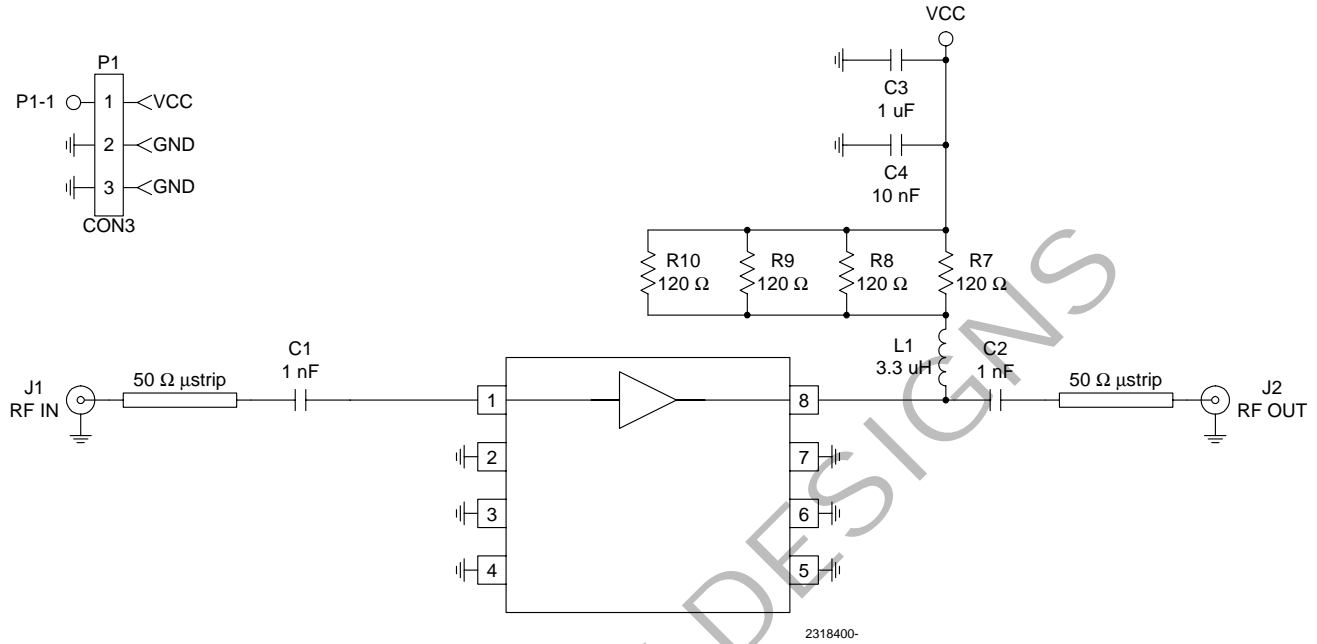 VCC
P1
P1-1 1 VCC
2 GND
3 GND
CON3
C3
1 uF
C4
10 nF
R10
120 Ω
R9
120 Ω
R8
120 Ω
R7
120 Ω
L1
3.3 uH
C2
1 nF
C1
1 nF
J1
RF IN
50 Ω μstrip
50 Ω μstrip
J2
RF OUT
1
8
2
7
3
6
4
5
DESIGNS
2318400-